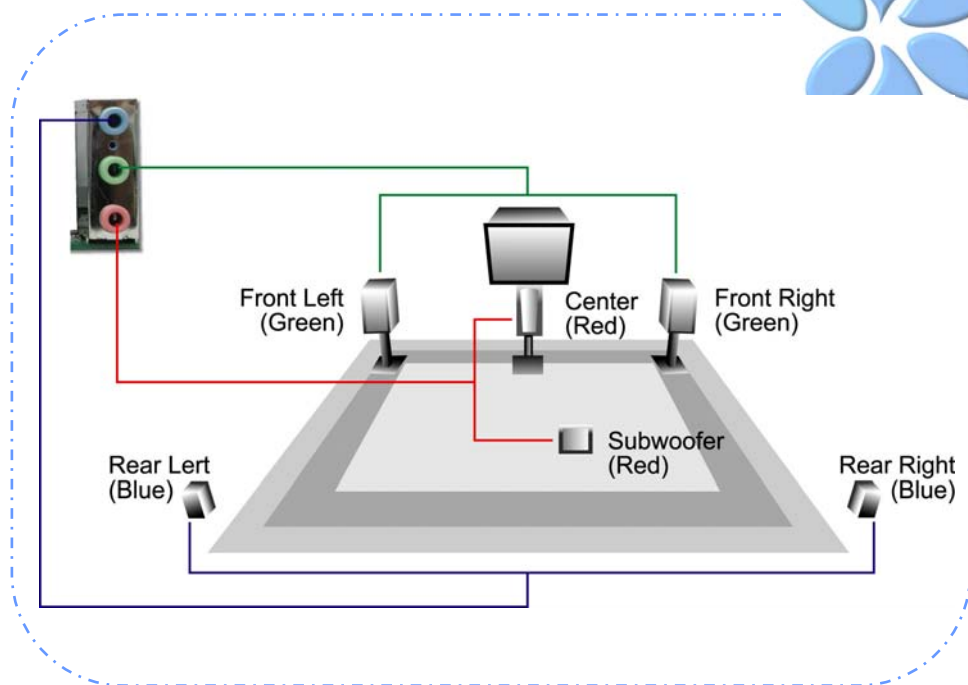 Front Left
(Green)
Center
(Red)
Front Right
(Green)
Subwoofer
(Red)
Rear Lert
(Blue)
Rear Right
(Blue)